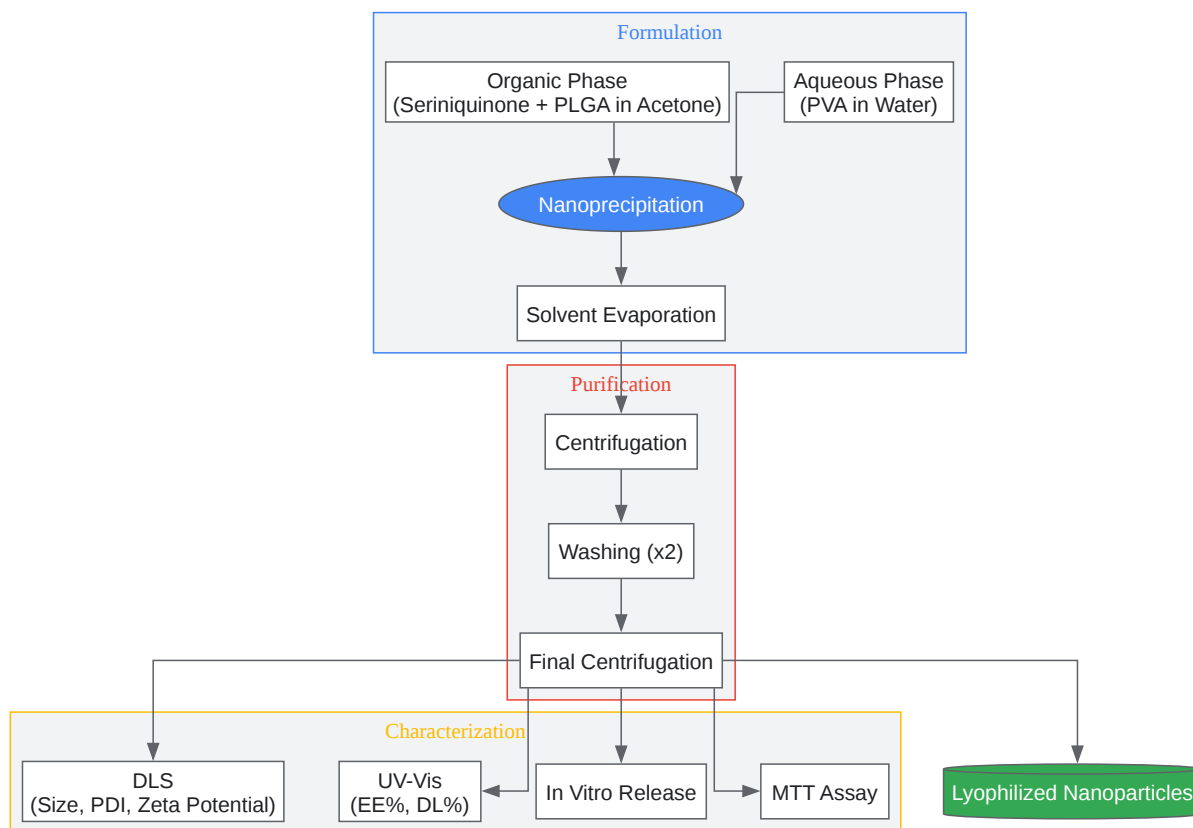 Formulation
Organic Phase
(Seriniquinone + PLGA in Acetone)
Aqueous Phase
(PVA in Water)
Nanoprecipitation
Solvent Evaporation
Purification
Centrifugation
Washing (x2)
Final Centrifugation
Characterization
DLS
(Size, PDI, Zeta Potential)
UV-Vis
(EE%, DL%)
In Vitro Release
MTT Assay
Lyophilized Nanoparticles